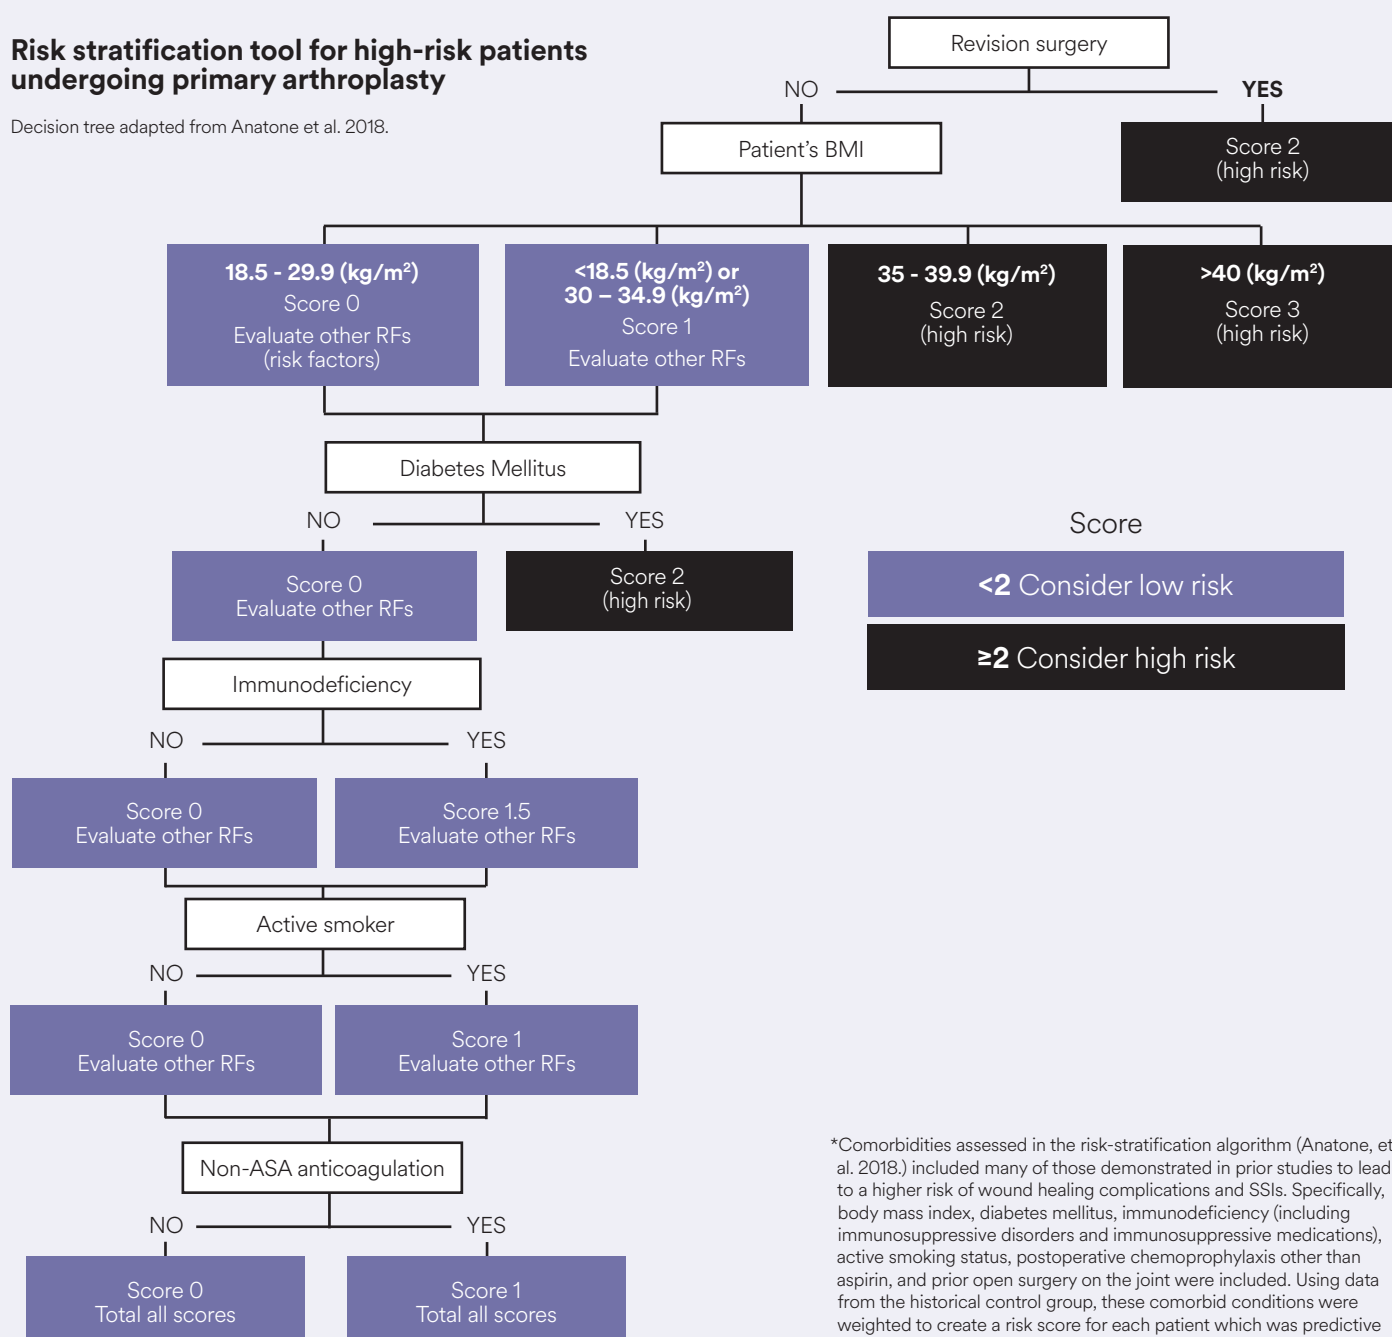 Risk stratification tool for high-risk patients
undergoing primary arthroplasty
Decision tree adapted from Anatone et al. 2018.
Revision surgery
NO
YES
Patient's BMI
Score 2
(high risk)
18.5 - 29.9 (kg/m²)
Score 0
Evaluate other RFs
(risk factors)
<18.5 (kg/m²) or
30 – 34.9 (kg/m²)
Score 1
Evaluate other RFs
35 - 39.9 (kg/m²)
Score 2
(high risk)
>40 (kg/m²)
Score 3
(high risk)
Diabetes Mellitus
NO
YES
Score 0
Evaluate other RFs
Score 2
(high risk)
Score
<2 Consider low risk
≥2 Consider high risk
Immunodeficiency
NO
YES
Score 0
Evaluate other RFs
Score 1.5
Evaluate other RFs
Active smoker
NO
YES
Score 0
Evaluate other RFs
Score 1
Evaluate other RFs
Non-ASA anticoagulation
NO
YES
Score 0
Total all scores
Score 1
Total all scores
*Comorbidities assessed in the risk-stratification algorithm (Anatone, et
al. 2018.) included many of those demonstrated in prior studies to lead
to a higher risk of wound healing complications and SSIs. Specifically,
body mass index, diabetes mellitus, immunodeficiency (including
immunosuppressive disorders and immunosuppressive medications),
active smoking status, postoperative chemoprophylaxis other than
aspirin, and prior open surgery on the joint were included. Using data
from the historical control group, these comorbid conditions were
weighted to create a risk score for each patient which was predictive